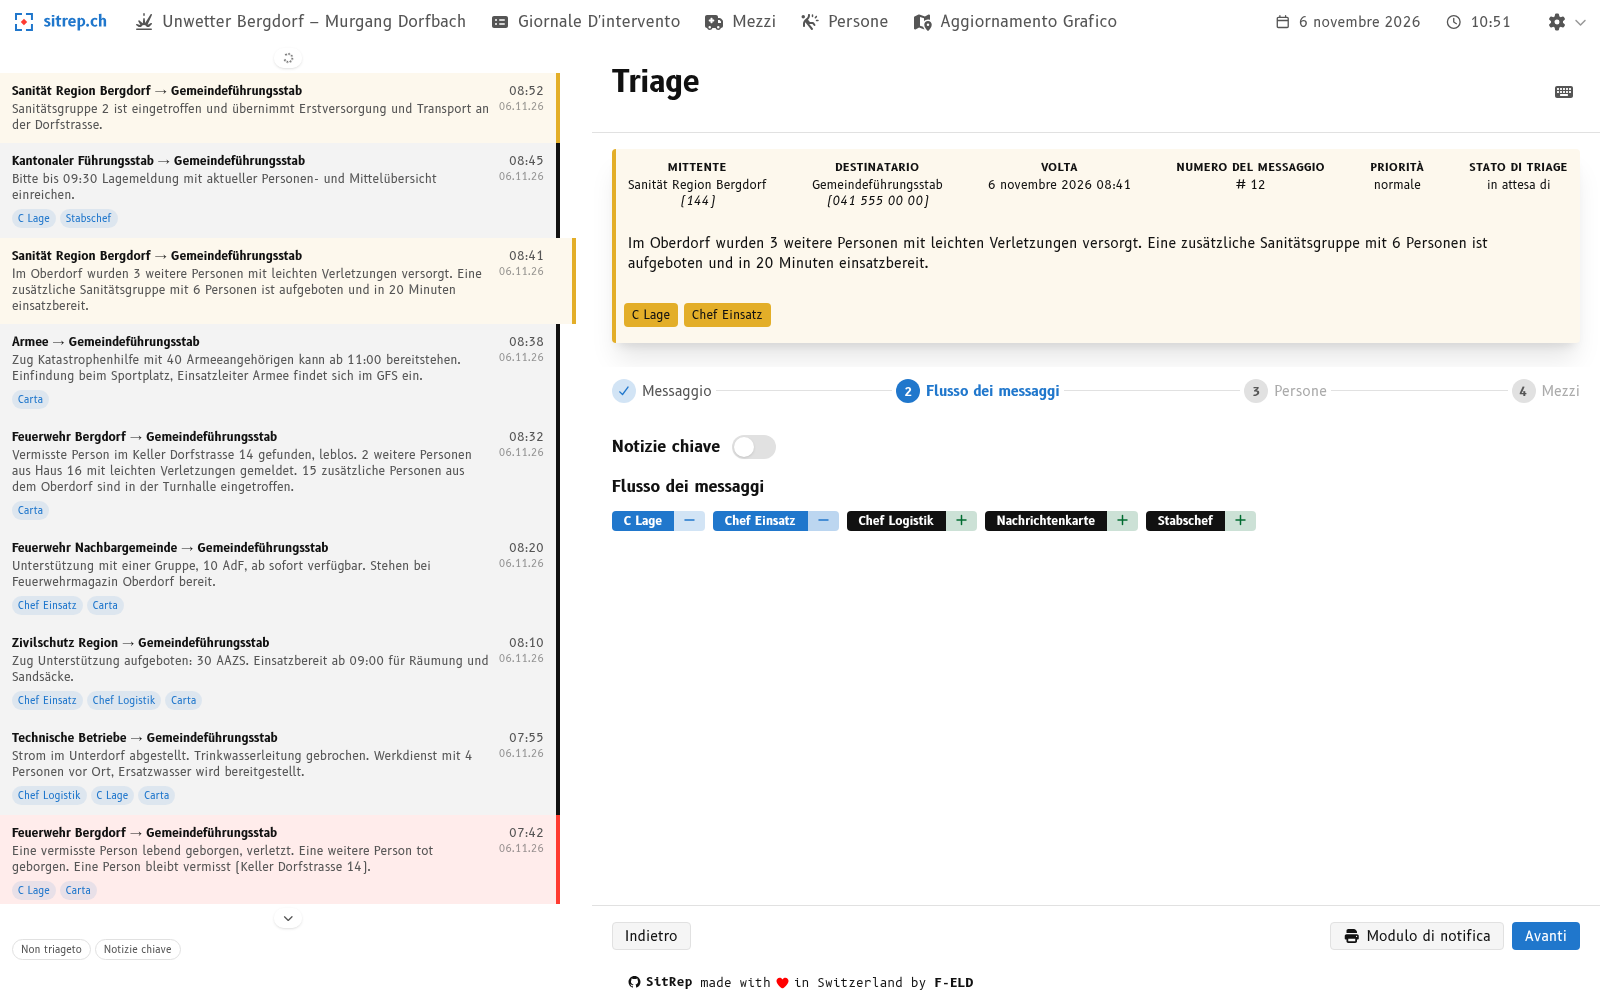 sitrep.ch
Unwetter Bergdorf – Murgang Dorfbach
Giornale D'intervento
Mezzi
Persone
Aggiornamento Grafico
6 novembre 2026
10:51
Sanität Region Bergdorf → Gemeindeführungsstab
08:52
Sanitätsgruppe 2 ist eingetroffen und übernimmt Erstversorgung und Transport an
06.11.26
der Dorfstrasse.
Kantonaler Führungsstab → Gemeindeführungsstab
08:45
Bitte bis 09:30 Lagemeldung mit aktueller Personen- und Mittelübersicht
06.11.26
einreichen.
C Lage
Stabschef
Sanität Region Bergdorf → Gemeindeführungsstab
08:41
Im Oberdorf wurden 3 weitere Personen mit leichten Verletzungen versorgt. Eine
06.11.26
zusätzliche Sanitätsgruppe mit 6 Personen ist aufgeboten und in 20 Minuten
einsatzbereit.
Armee → Gemeindeführungsstab
08:38
Zug Katastrophenhilfe mit 40 Armeeangehörigen kann ab 11:00 bereitstehen.
06.11.26
Einfindung beim Sportplatz, Einsatzleiter Armee findet sich im GFS ein.
Carta
Feuerwehr Bergdorf → Gemeindeführungsstab
08:32
Vermisste Person im Keller Dorfstrasse 14 gefunden, leblos. 2 weitere Personen
06.11.26
aus Haus 16 mit leichten Verletzungen gemeldet. 15 zusätzliche Personen aus
dem Oberdorf sind in der Turnhalle eingetroffen.
Carta
Feuerwehr Nachbargemeinde → Gemeindeführungsstab
08:20
Unterstützung mit einer Gruppe, 10 AdF, ab sofort verfügbar. Stehen bei
06.11.26
Feuerwehrmagazin Oberdorf bereit.
Chef Einsatz
Carta
Zivilschutz Region → Gemeindeführungsstab
08:10
Zug Unterstützung aufgeboten: 30 AAZS. Einsatzbereit ab 09:00 für Räumung und
06.11.26
Sandsäcke.
Chef Einsatz
Chef Logistik
Carta
Technische Betriebe → Gemeindeführungsstab
07:55
Strom im Unterdorf abgestellt. Trinkwasserleitung gebrochen. Werkdienst mit 4
06.11.26
Personen vor Ort, Ersatzwasser wird bereitgestellt.
Chef Logistik
C Lage
Carta
Feuerwehr Bergdorf → Gemeindeführungsstab
07:42
Eine vermisste Person lebend geborgen, verletzt. Eine weitere Person tot
06.11.26
geborgen. Eine Person bleibt vermisst (Keller Dorfstrasse 14).
C Lage
Carta
Non triageto
Notizie chiave
Triage
MITTENTE
Sanität Region Bergdorf
(144)
DESTINATARIO
Gemeindeführungsstab
(041 555 00 00)
VOLTA
6 novembre 2026 08:41
NUMERO DEL MESSAGGIO
# 12
PRIORITÀ
normale
STATO DI TRIAGE
in attesa di
Im Oberdorf wurden 3 weitere Personen mit leichten Verletzungen versorgt. Eine zusätzliche Sanitätsgruppe mit 6 Personen ist
aufgeboten und in 20 Minuten einsatzbereit.
C Lage
Chef Einsatz
Messaggio
2 Flusso dei messaggi
3 Persone
4 Mezzi
Notizie chiave
Flusso dei messaggi
C Lage −
Chef Einsatz −
Chef Logistik +
Nachrichtenkarte +
Stabschef +
Indietro
Modulo di notifica
Avanti
SitRep made with ❤ in Switzerland by F-ELD